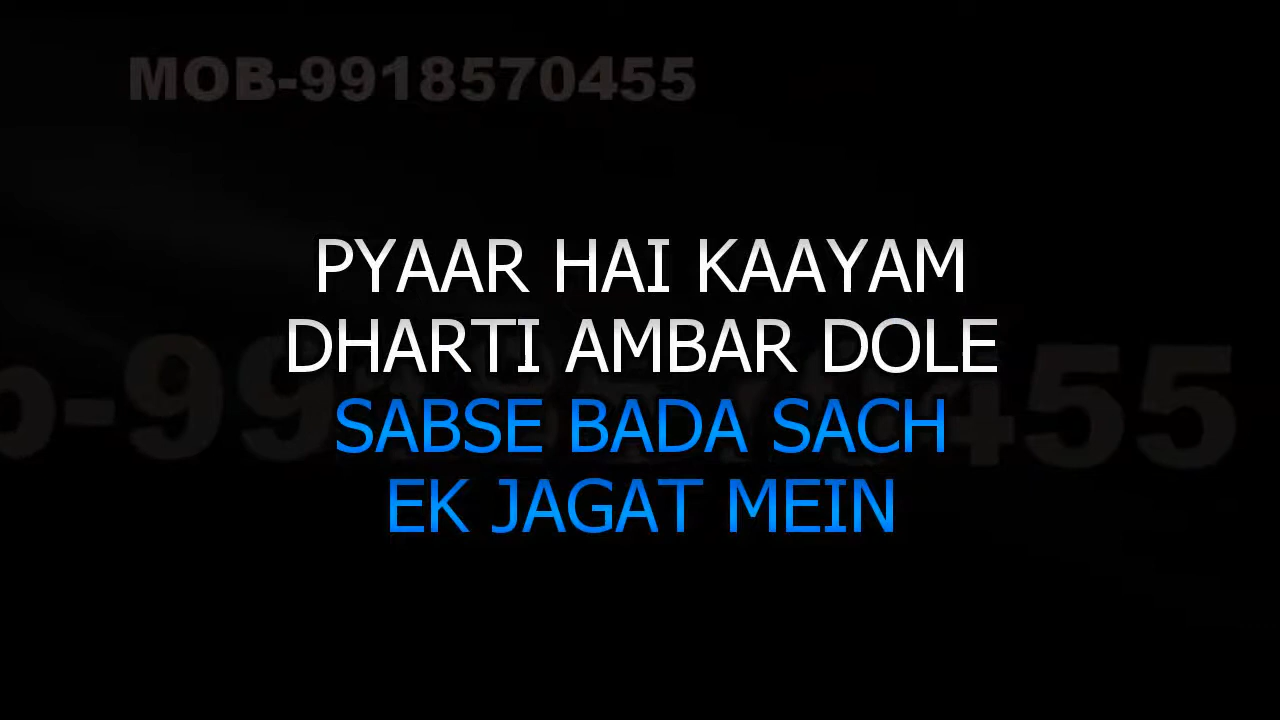 MOB-9918570455
PYAAR HAI KAAYAM
DHARTI AMBAR DOLE
SABSE BADA SACH
EK JAGAT MEIN